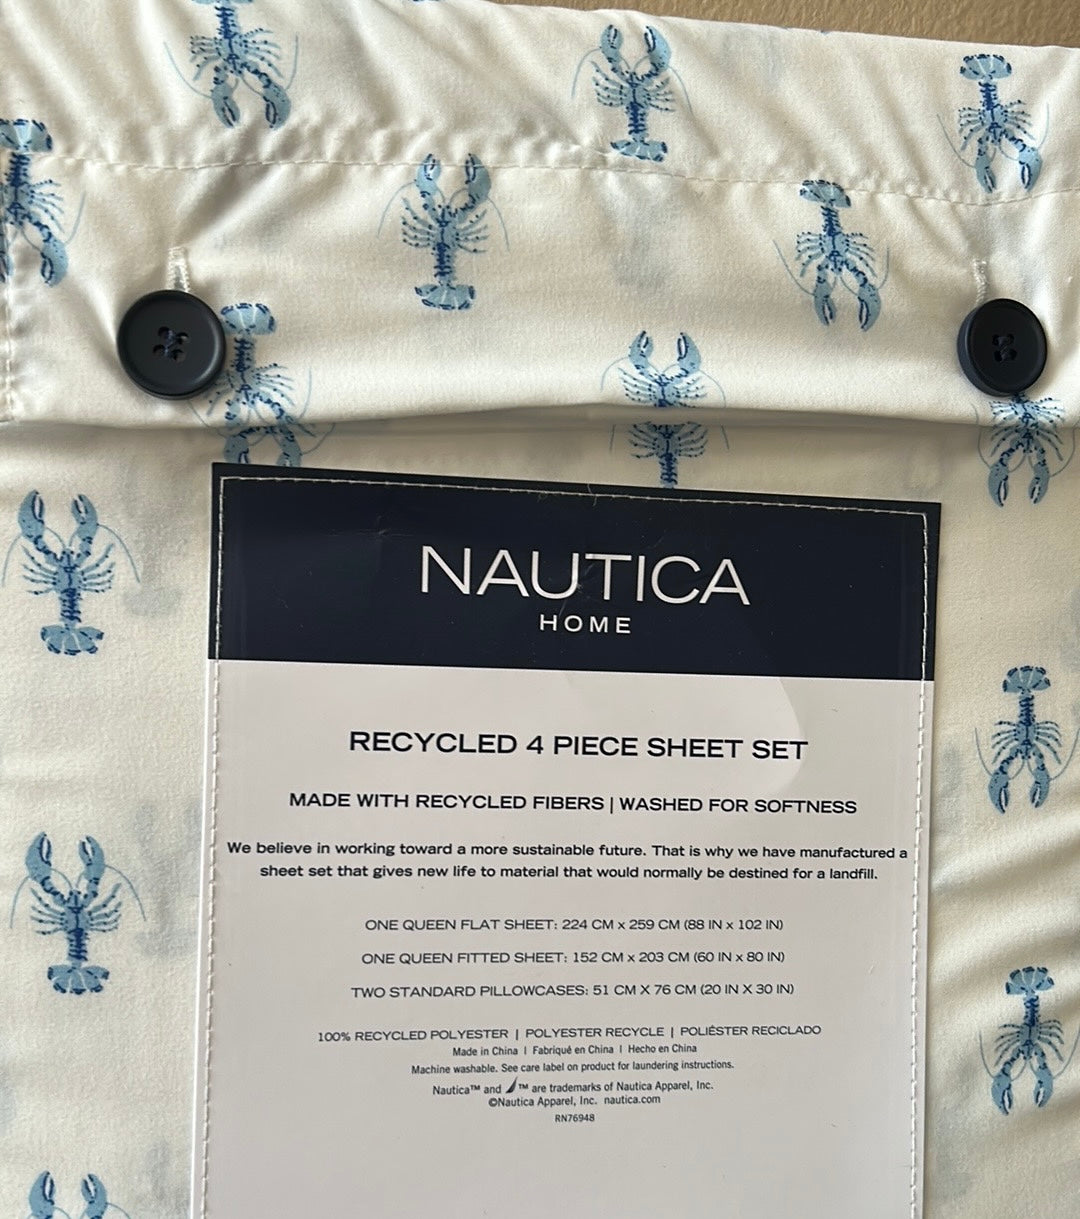 NAUTICA
HOME
RECYCLED 4 PIECE SHEET SET
MADE WITH RECYCLED FIBERS | WASHED FOR SOFTNESS
We believe in working toward a more sustainable future. That is why we have manufactured a
sheet set that gives new life to material that would normally be destined for a landfill.
ONE QUEEN FLAT SHEET: 224 CM x 259 CM (88 IN x 102 IN)
ONE QUEEN FITTED SHEET: 152 CM x 203 CM (60 IN x 80 IN)
TWO STANDARD PILLOWCASES: 51 CM X 76 CM (20 IN X 30 IN)
100% RECYCLED POLYESTER | POLYESTER RECYCLE | POLIÉSTER RECICLADO
Made in China | Fabriqué en China | Hecho en China
Machine washable. See care label on product for laundering instructions.
Nautica™ and ™ are trademarks of Nautica Apparel, Inc.
©Nautica Apparel, Inc. nautica.com
RN76948